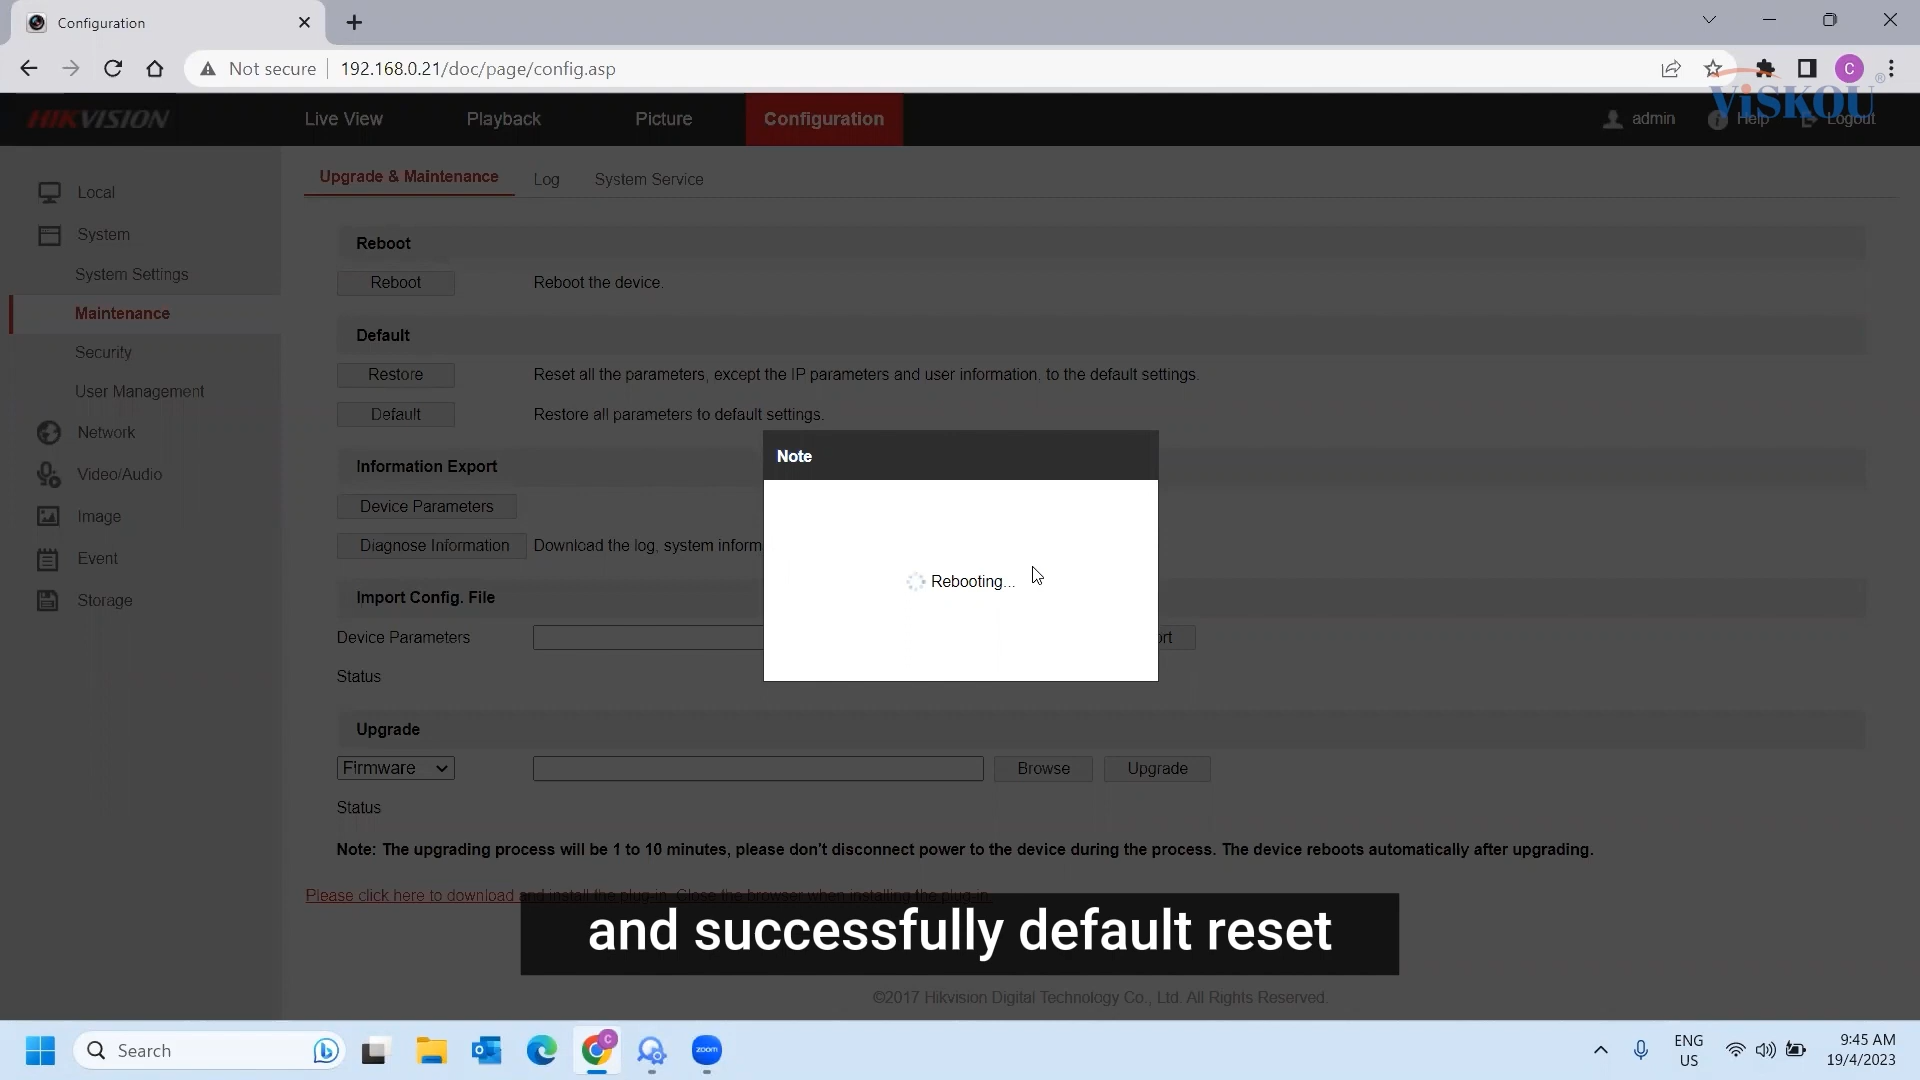 Configuration
Not secure
192.168.0.21/doc/page/config.asp
C
ViSKOU
®
HIKVISION
Live View
Playback
Picture
Configuration
admin
Help
Logout
Local
System
System Settings
Maintenance
Security
User Management
Network
Video/Audio
Image
Event
Storage
Upgrade & Maintenance
Log
System Service
Reboot
Reboot
Reboot the device.
Default
Restore
Reset all the parameters, except the IP parameters and user information, to the default settings.
Default
Restore all parameters to default settings.
Information Export
Device Parameters
Diagnose Information
Download the log, system inform
Import Config. File
Device Parameters
ort
Status
Note
Rebooting...
Upgrade
Firmware
Browse
Upgrade
Status
Note: The upgrading process will be 1 to 10 minutes, please don't disconnect power to the device during the process. The device reboots automatically after upgrading.
Please click here to download and install the plug-in. Close the browser when installing the plug-in.
and successfully default reset
©2017 Hikvision Digital Technology Co., Ltd. All Rights Reserved.
Search
C
zoom
ENG
US
9:45 AM
19/4/2023